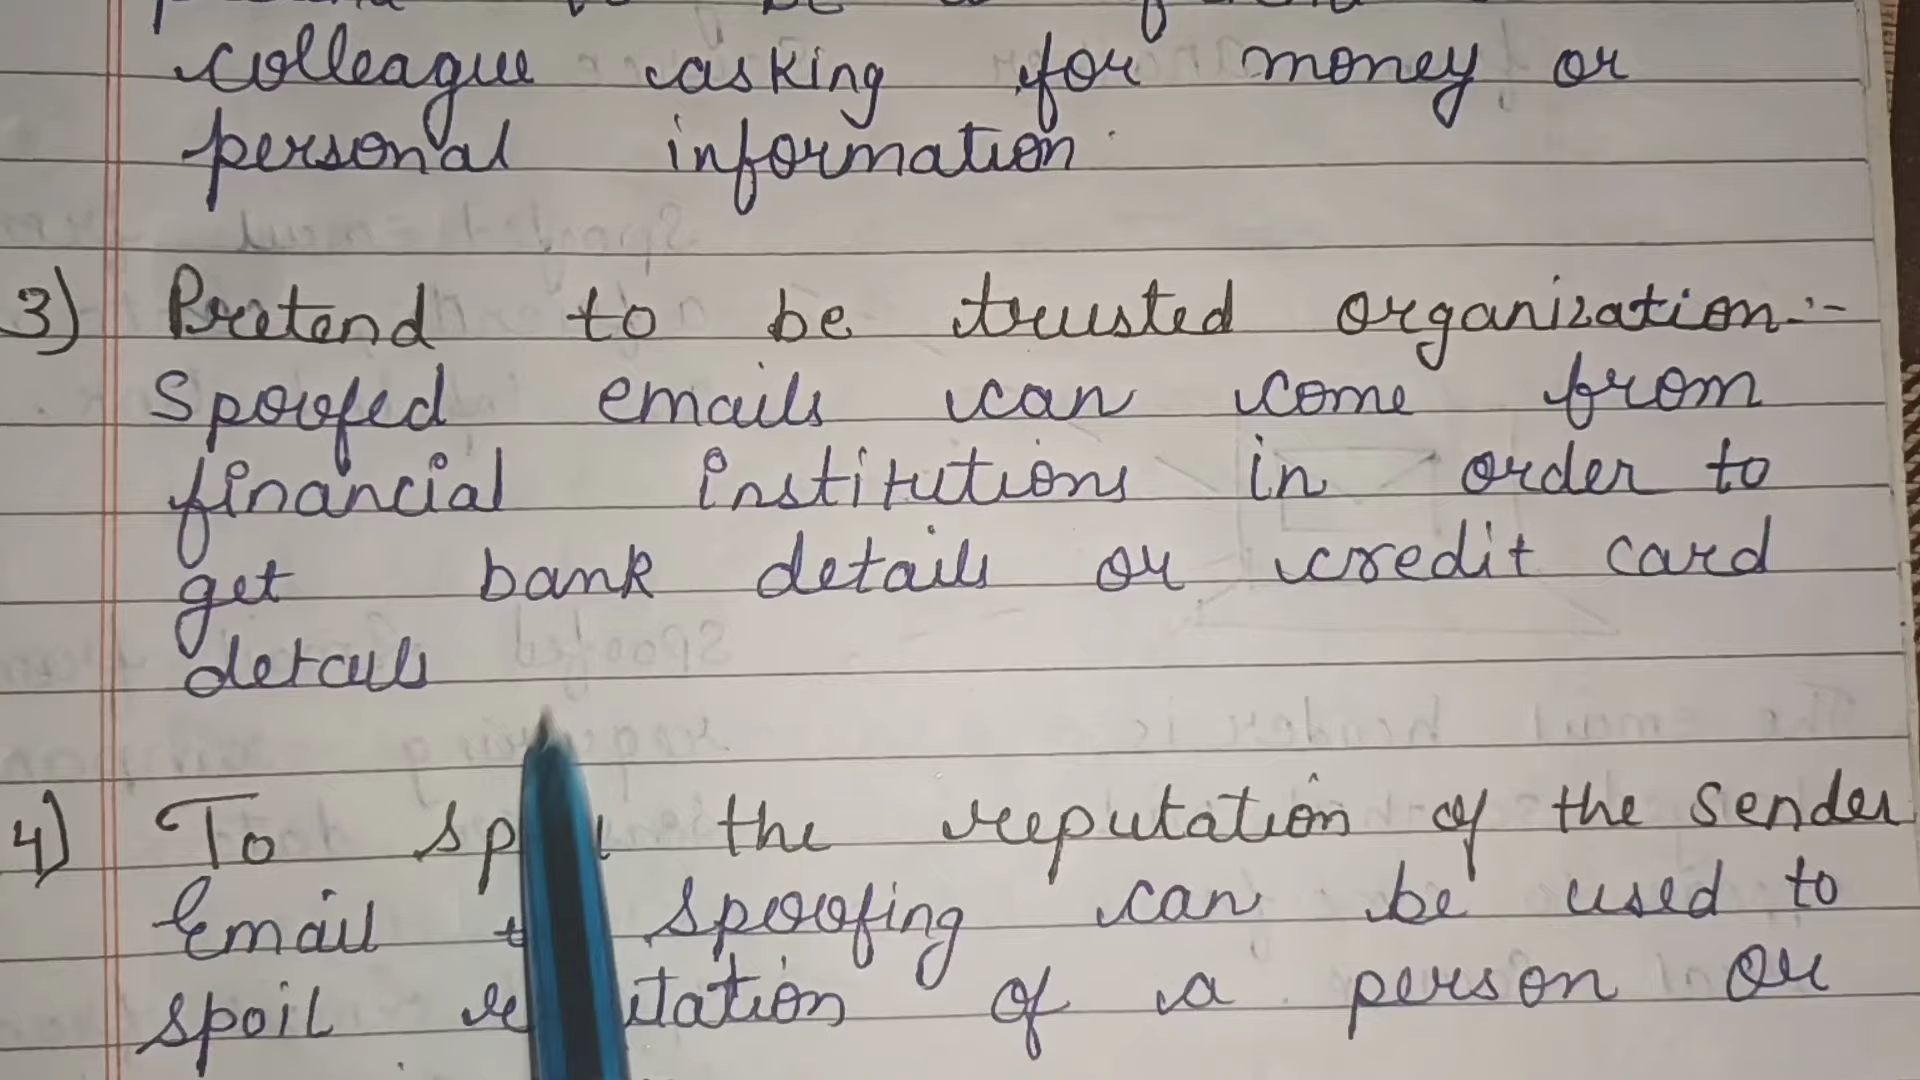 colleague asking for money or
personal information
3) Pretend to be trusted organization:-
Spoofed emails can come from
financial institutions in order to
get bank details or credit card
details
4) To the reputation of the sender
Email spoofing can be used to
spoil of a person or